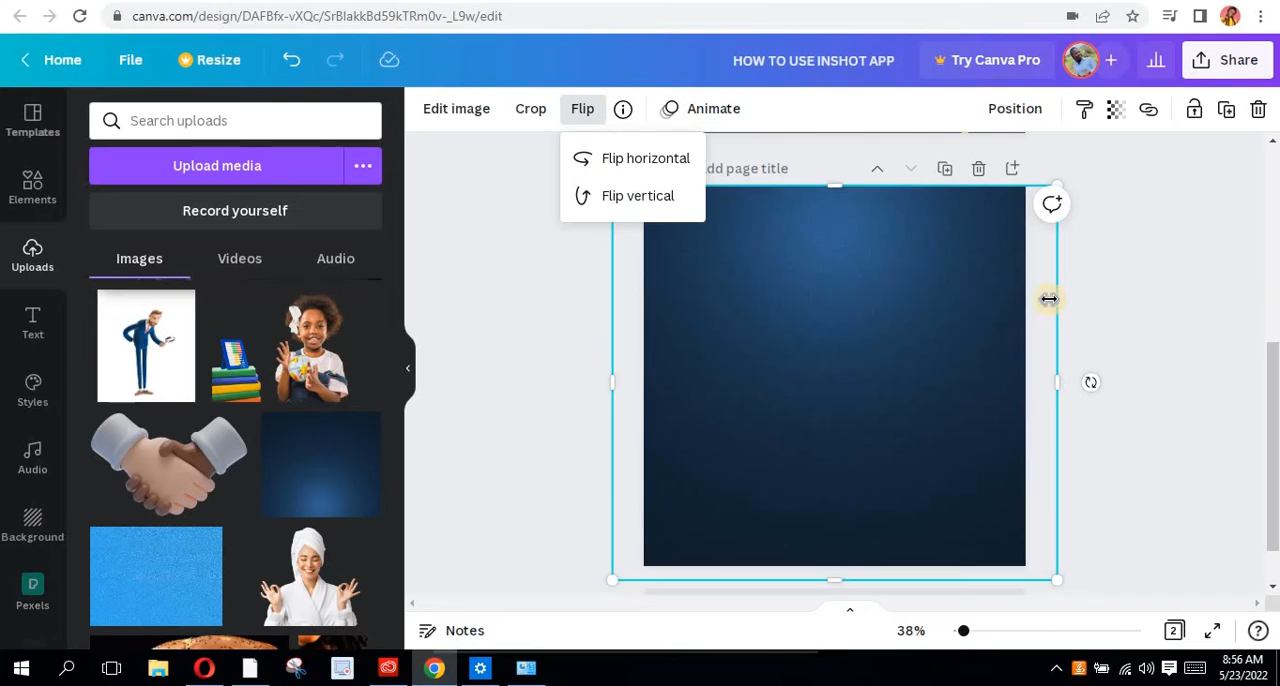 canva.com/design/DAFBfx-vXQc/SrBlakkBd59kTRm0v-_L9w/edit
Home
File
Resize
HOW TO USE INSHOT APP
Try Canva Pro
+
Share
Templates
Elements
Uploads
Text
Styles
Audio
Background
Pexels
Search uploads
Upload media
Record yourself
Images
Videos
Audio
Edit image
Crop
Flip
Animate
Position
Flip horizontal
Flip vertical
dd page title
Notes
38%
2
8:56 AM
5/23/2022